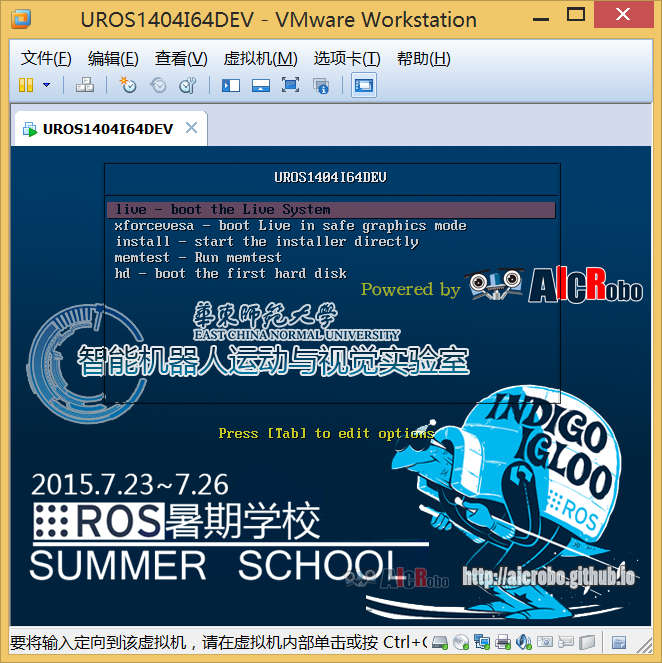 UROS1404I64DEV - VMware Workstation
文件(F) 编辑(E) 查看(V) 虚拟机(M) 选项卡(T) 帮助(H)
UROS1404I64DEV
UROS1404I64DEV
live - boot the Live System
xforcevesa - boot Live in safe graphics mode
install - start the installer directly
memtest - Run memtest
hd - boot the first hard disk
Powered by AICRobo
華東師範大學
EAST CHINA NORMAL UNIVERSITY
智能机器人运动与视觉实验室
Press [Tab] to edit options
INDIGO
IGLOO
ROS
2015.7.23~7.26
ROS暑期学校
SUMMER SCHOOL
AICRobo
http://aicrobo.github.io
要将输入定向到该虚拟机，请在虚拟机内部单击或按 Ctrl+G